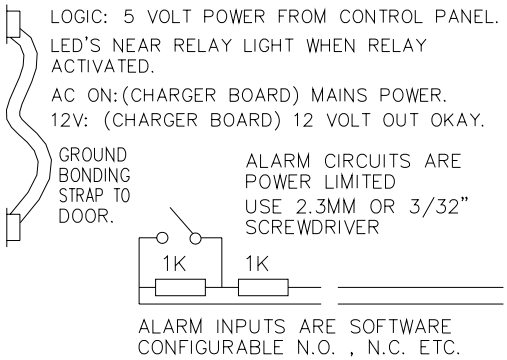 LOGIC: 5 VOLT POWER FROM CONTROL PANEL.
LED'S NEAR RELAY LIGHT WHEN RELAY
ACTIVATED.
AC ON:(CHARGER BOARD) MAINS POWER.
12V: (CHARGER BOARD) 12 VOLT OUT OKAY.
GROUND
BONDING
STRAP TO
DOOR.
ALARM CIRCUITS ARE
POWER LIMITED
USE 2.3MM OR 3/32"
SCREWDRIVER
1K
1K
ALARM INPUTS ARE SOFTWARE
CONFIGURABLE N.O. , N.C. ETC.